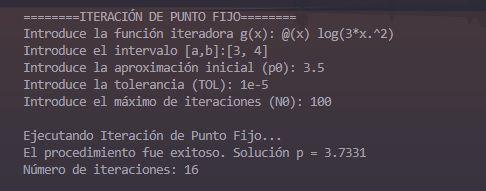 ========ITERACIÓN DE PUNTO FIJO========
Introduce la función iteradora g(x): @(x) log(3*x.^2)
Introduce el intervalo [a,b]:[3, 4]
Introduce la aproximación inicial (p0): 3.5
Introduce la tolerancia (TOL): 1e-5
Introduce el máximo de iteraciones (N0): 100
Ejecutando Iteración de Punto Fijo...
El procedimiento fue exitoso. Solución p = 3.7331
Número de iteraciones: 16